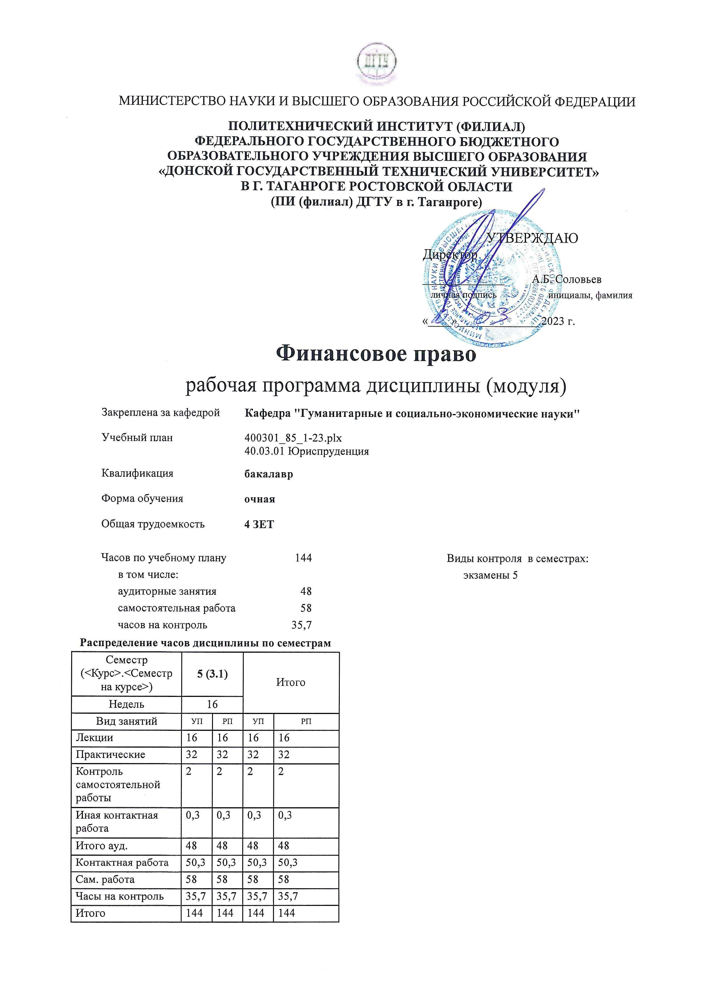 ДГТУ
МИНИСТЕРСТВО НАУКИ И ВЫСШЕГО ОБРАЗОВАНИЯ РОССИЙСКОЙ ФЕДЕРАЦИИ
ПОЛИТЕХНИЧЕСКИЙ ИНСТИТУТ (ФИЛИАЛ)
ФЕДЕРАЛЬНОГО ГОСУДАРСТВЕННОГО БЮДЖЕТНОГО
ОБРАЗОВАТЕЛЬНОГО УЧРЕЖДЕНИЯ ВЫСШЕГО ОБРАЗОВАНИЯ
«ДОНСКОЙ ГОСУДАРСТВЕННЫЙ ТЕХНИЧЕСКИЙ УНИВЕРСИТЕТ»
В Г. ТАГАНРОГЕ РОСТОВСКОЙ ОБЛАСТИ
(ПИ (филиал) ДГТУ в г. Таганроге)
УТВЕРЖДАЮ
Директор
А.Б. Соловьев
личная подпись инициалы, фамилия
« 2023 г.
Финансовое право
рабочая программа дисциплины (модуля)
Закреплена за кафедрой Кафедра "Гуманитарные и социально-экономические науки"
Учебный план 400301_85_1-23.plx
40.03.01 Юриспруденция
Квалификация бакалавр
Форма обучения очная
Общая трудоемкость 4 ЗЕТ
Часов по учебному плану 144 Виды контроля в семестрах:
в том числе: экзамены 5
аудиторные занятия 48
самостоятельная работа 58
часов на контроль 35,7
Распределение часов дисциплины по семестрам
Семестр
(<Курс>.<Семестр
на курсе>) 5 (3.1) Итого
Недель 16
Вид занятий УП РП УП РП
Лекции 16 16 16 16
Практические 32 32 32 32
Контроль 2 2 2 2
самостоятельной
работы
Иная контактная 0,3 0,3 0,3 0,3
работа
Итого ауд. 48 48 48 48
Контактная работа 50,3 50,3 50,3 50,3
Сам. работа 58 58 58 58
Часы на контроль 35,7 35,7 35,7 35,7
Итого 144 144 144 144